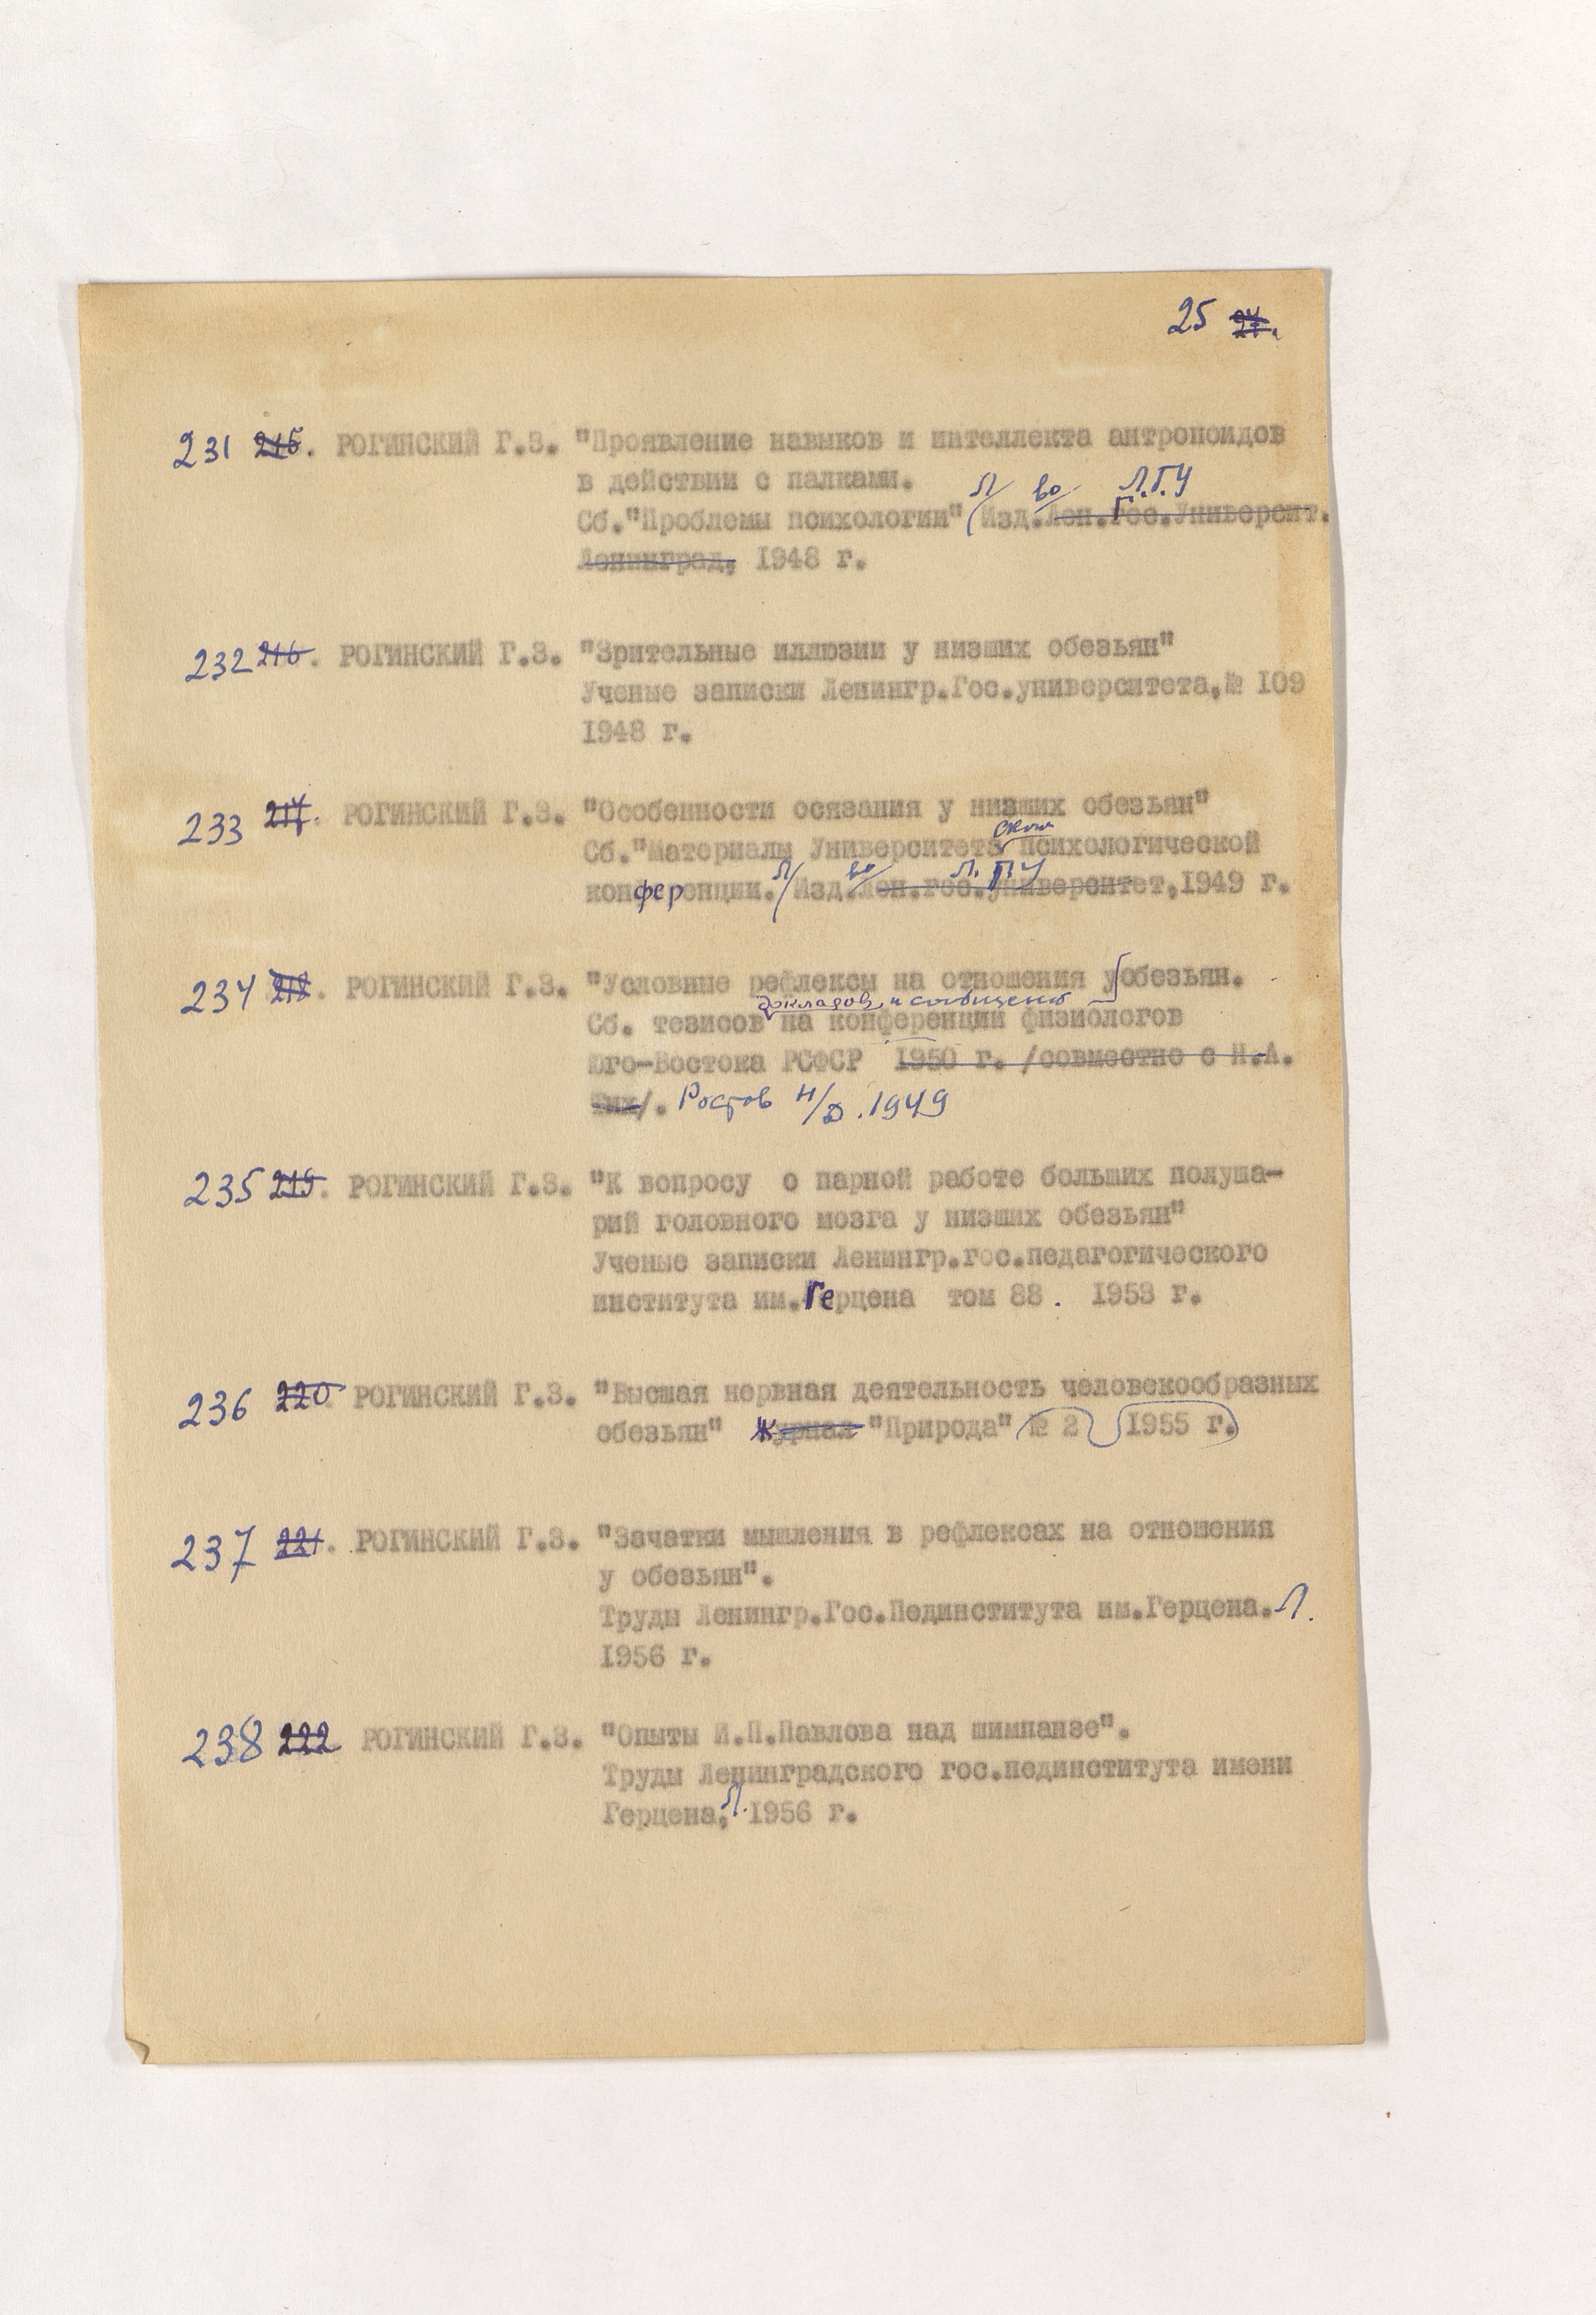 25 24.
231 215. РОГИНСКИЙ Г.З. "Проявление навыков и интеллекта антропоидов
в действии с палками.
Л/ во Л.Г.У
Сб."Проблемы психологии" Изд.Лен.Гос.Университ.
Ленинград, 1948 г.
232 216. РОГИНСКИЙ Г.З. "Зрительные иллюзии у низших обезьян"
Ученые записки Ленингр.Гос.университета,№ 109
1948 г.
233 217. РОГИНСКИЙ Г.З. "Особенности осязания у низших обезьян"
ской
Сб."Материалы Университета психологической
Л/ во Л.Г.У
конференции. Изд.Лен.гос.университет,1949 г.
234 218. РОГИНСКИЙ Г.З. "Условные рефлексы на отношения у обезьян.
докладов и сообщений
Сб. тезисов на конференции физиологов
Юго-Востока РСФСР 1950 г. /совместно с Н.А.
Тих/. Ростов н/Д. 1949
235 219. РОГИНСКИЙ Г.З. "К вопросу о парной работе больших полуша-
рий головного мозга у низших обезьян"
Ученые записки Ленингр.гос.педагогического
института им.Герцена том 88. 1953 г.
236 220. РОГИНСКИЙ Г.З. "Высшая нервная деятельность человекообразных
обезьян" Журнал "Природа" № 2 1955 г.
237 221. РОГИНСКИЙ Г.З. "Зачатки мышления в рефлексах на отношения
у обезьян".
Труды Ленингр.Гос.Пединститута им.Герцена. Л.
1956 г.
238 222 РОГИНСКИЙ Г.З. "Опыты И.П.Павлова над шимпанзе".
Труды Ленинградского гос.пединститута имени
Герцена, Л. 1956 г.